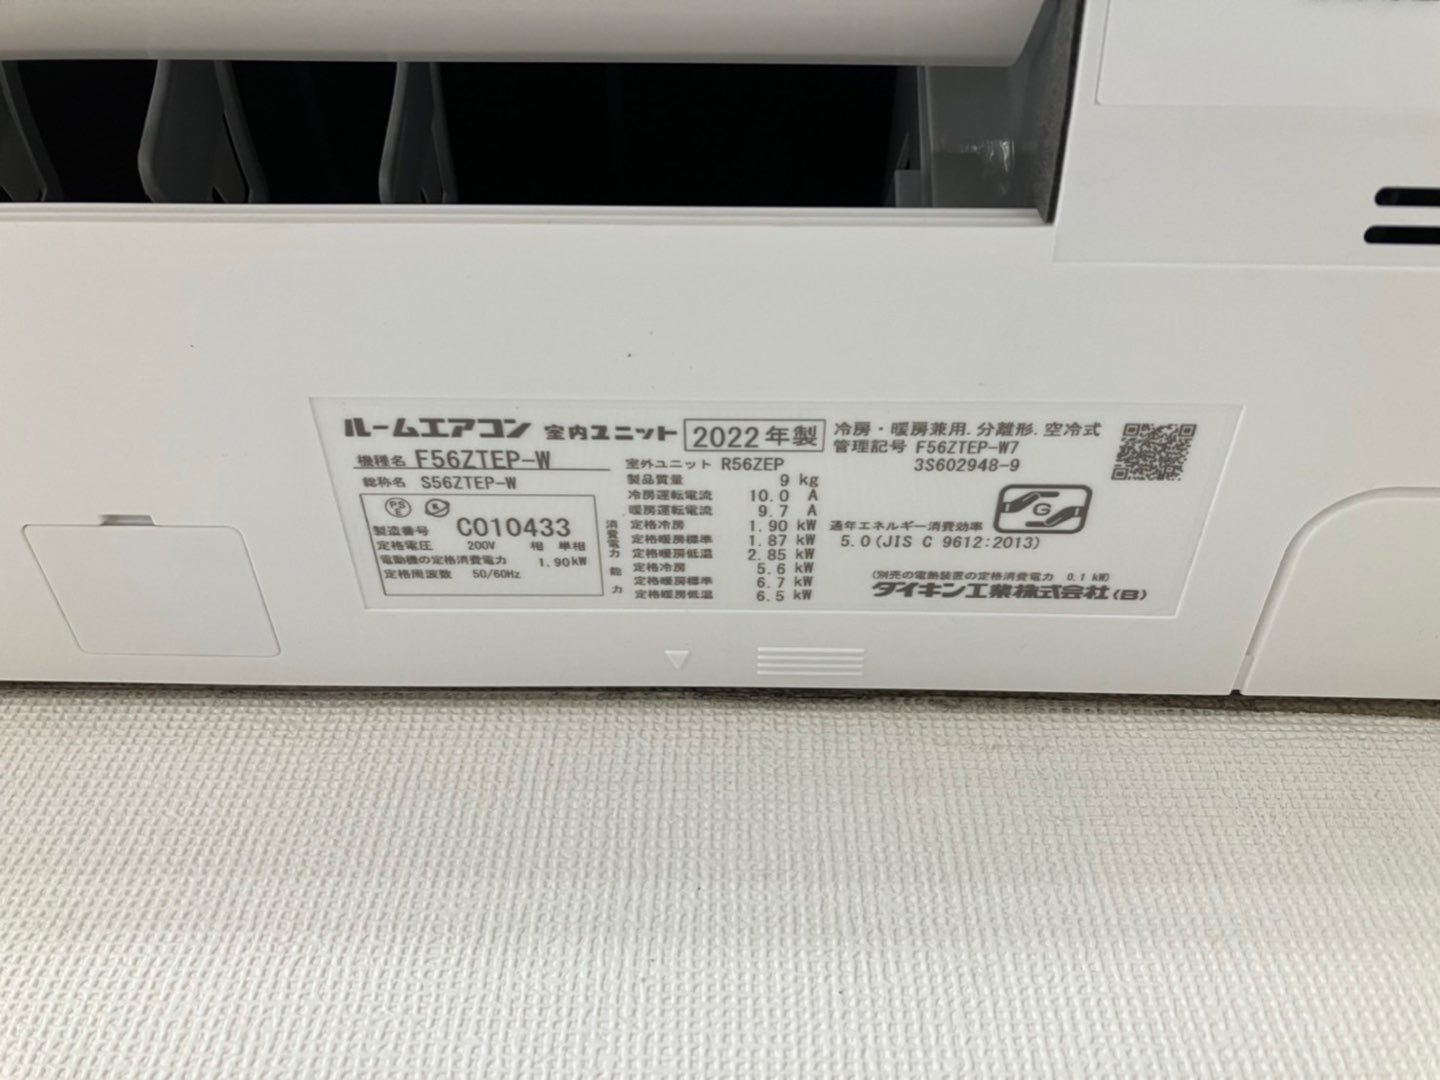 ルームエアコン 室内ユニット 2022年製
機種名 F56ZTEP-W
総称名 S56ZTEP-W
PS
E
製造番号 C010433
定格電圧 200V 相 単相
電動機の定格消費電力 1.90kW
定格周波数 50/60Hz
室外ユニット R56ZEP
製品質量 9 kg
冷房運転電流 10.0 A
暖房運転電流 9.7 A
消費電力
定格冷房 1.90 kW
定格暖房標準 1.87 kW
定格暖房低温 2.85 kW
能力
定格冷房 5.6 kW
定格暖房標準 6.7 kW
定格暖房低温 6.5 kW
冷房・暖房兼用.分離形.空冷式
管理記号 F56ZTEP-W7
3S602948-9
G
通年エネルギー消費効率
5.0(JIS C 9612:2013)
(別売の電熱装置の定格消費電力 0.1 kW)
ダイキン工業株式会社(B)